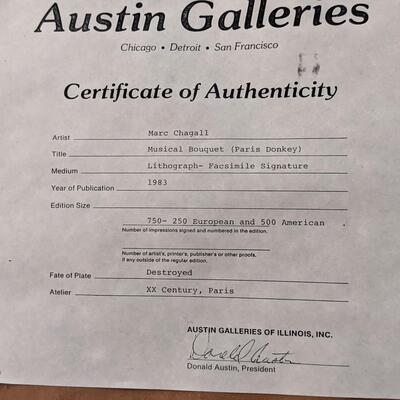 Austin Galleries
Chicago • Detroit • San Francisco
Certificate of Authenticity
Artist Marc Chagall
Title Musical Bouquet (Paris Donkey)
Medium Lithograph- Facsimile Signature
Year of Publication 1983
Edition Size
750- 250 European and 500 American
Number of impressions signed and numbered in the edition.
Number of artist's, printer's, publisher's or other proofs.
if any outside of the regular edition.
Fate of Plate Destroyed
Atelier XX Century, Paris
AUSTIN GALLERIES OF ILLINOIS, INC.
Donald Austin
Donald Austin, President